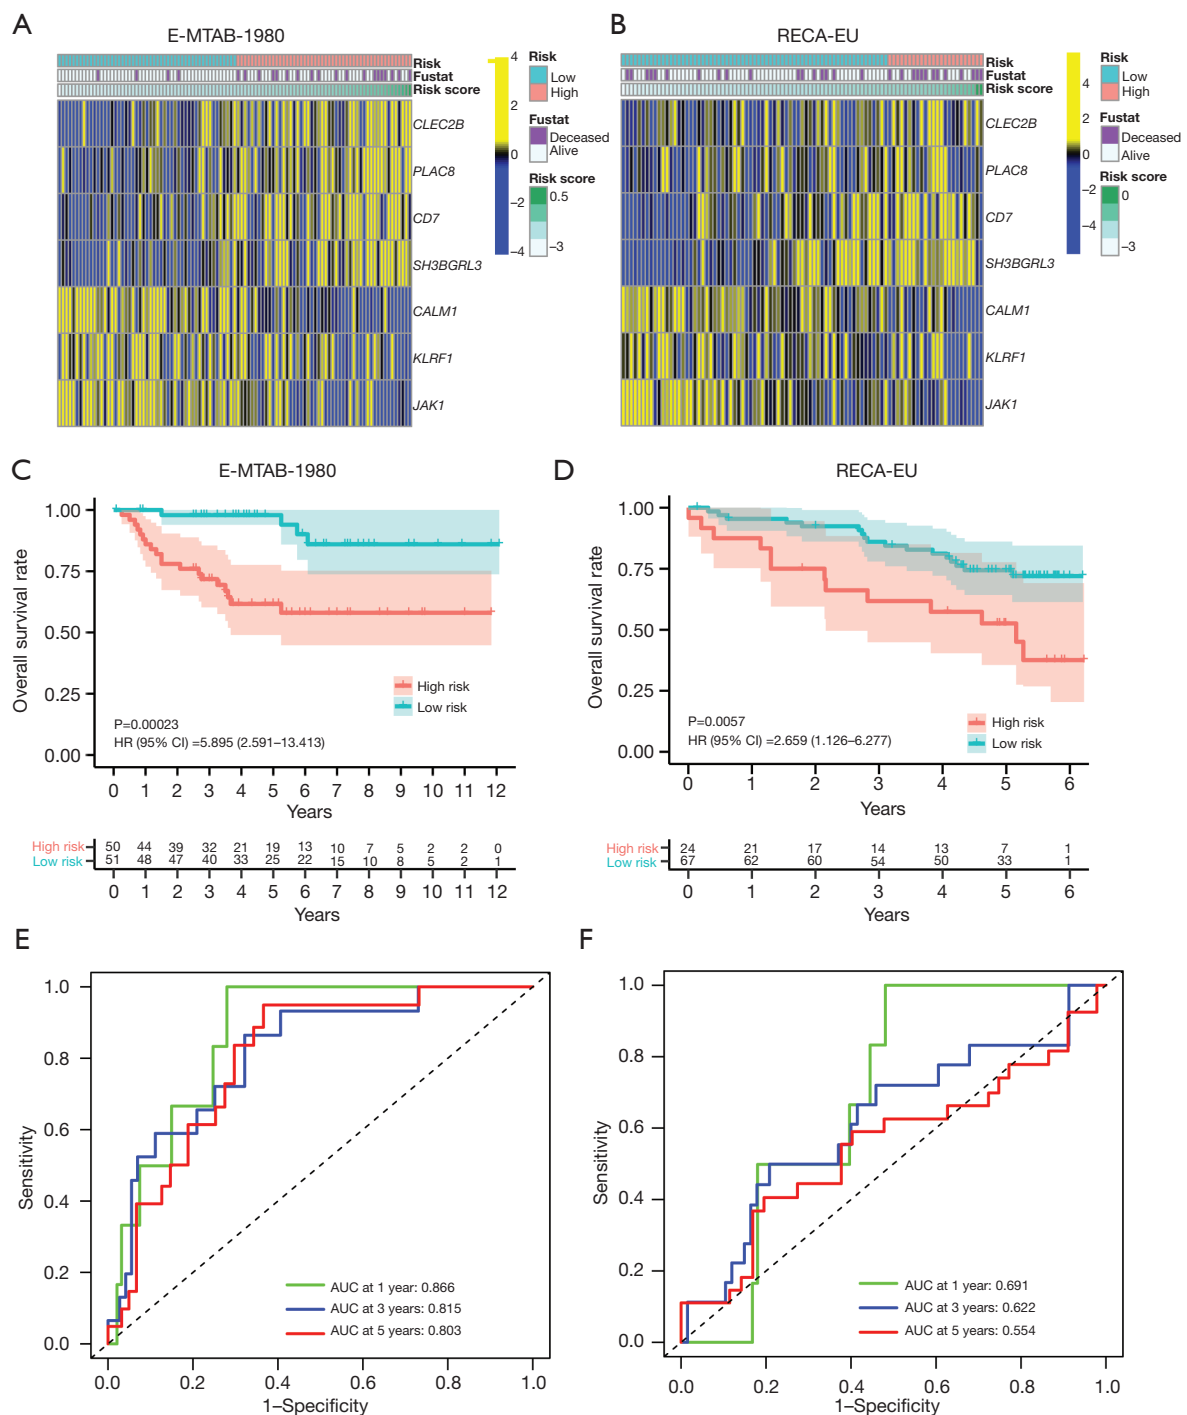 A
E-MTAB-1980
Risk
Fustat
Risk score
CLEC2B
PLAC8
CD7
SH3BGRL3
CALM1
KLRF1
JAK1
4
2
0
−2
−4
Risk
Low
High
Fustat
Deceased
Alive
Risk score
0.5
−3
B
RECA-EU
Risk
Fustat
Risk score
CLEC2B
PLAC8
CD7
SH3BGRL3
CALM1
KLRF1
JAK1
4
2
0
−2
−4
Risk
Low
High
Fustat
Deceased
Alive
Risk score
0
−3
C
E-MTAB-1980
Overall survival rate
1.00
0.75
0.50
0.25
0.00
High risk
Low risk
P=0.00023
HR (95% CI) =5.895 (2.591–13.413)
0 1 2 3 4 5 6 7 8 9 10 11 12
Years
High risk 50 44 39 32 21 19 13 10 7 5 2 2 0
Low risk 51 48 47 40 33 25 22 15 10 8 5 2 1
0 1 2 3 4 5 6 7 8 9 10 11 12
Years
D
RECA-EU
Overall survival rate
1.00
0.75
0.50
0.25
0.00
High risk
Low risk
P=0.0057
HR (95% CI) =2.659 (1.126–6.277)
0 1 2 3 4 5 6
Years
High risk 24 21 17 14 13 7 1
Low risk 67 62 60 54 50 33 1
0 1 2 3 4 5 6
Years
E
Sensitivity
1.0
0.8
0.6
0.4
0.2
0.0
AUC at 1 year: 0.866
AUC at 3 years: 0.815
AUC at 5 years: 0.803
0.0 0.2 0.4 0.6 0.8 1.0
1–Specificity
F
Sensitivity
1.0
0.8
0.6
0.4
0.2
0.0
AUC at 1 year: 0.691
AUC at 3 years: 0.622
AUC at 5 years: 0.554
0.0 0.2 0.4 0.6 0.8 1.0
1–Specificity